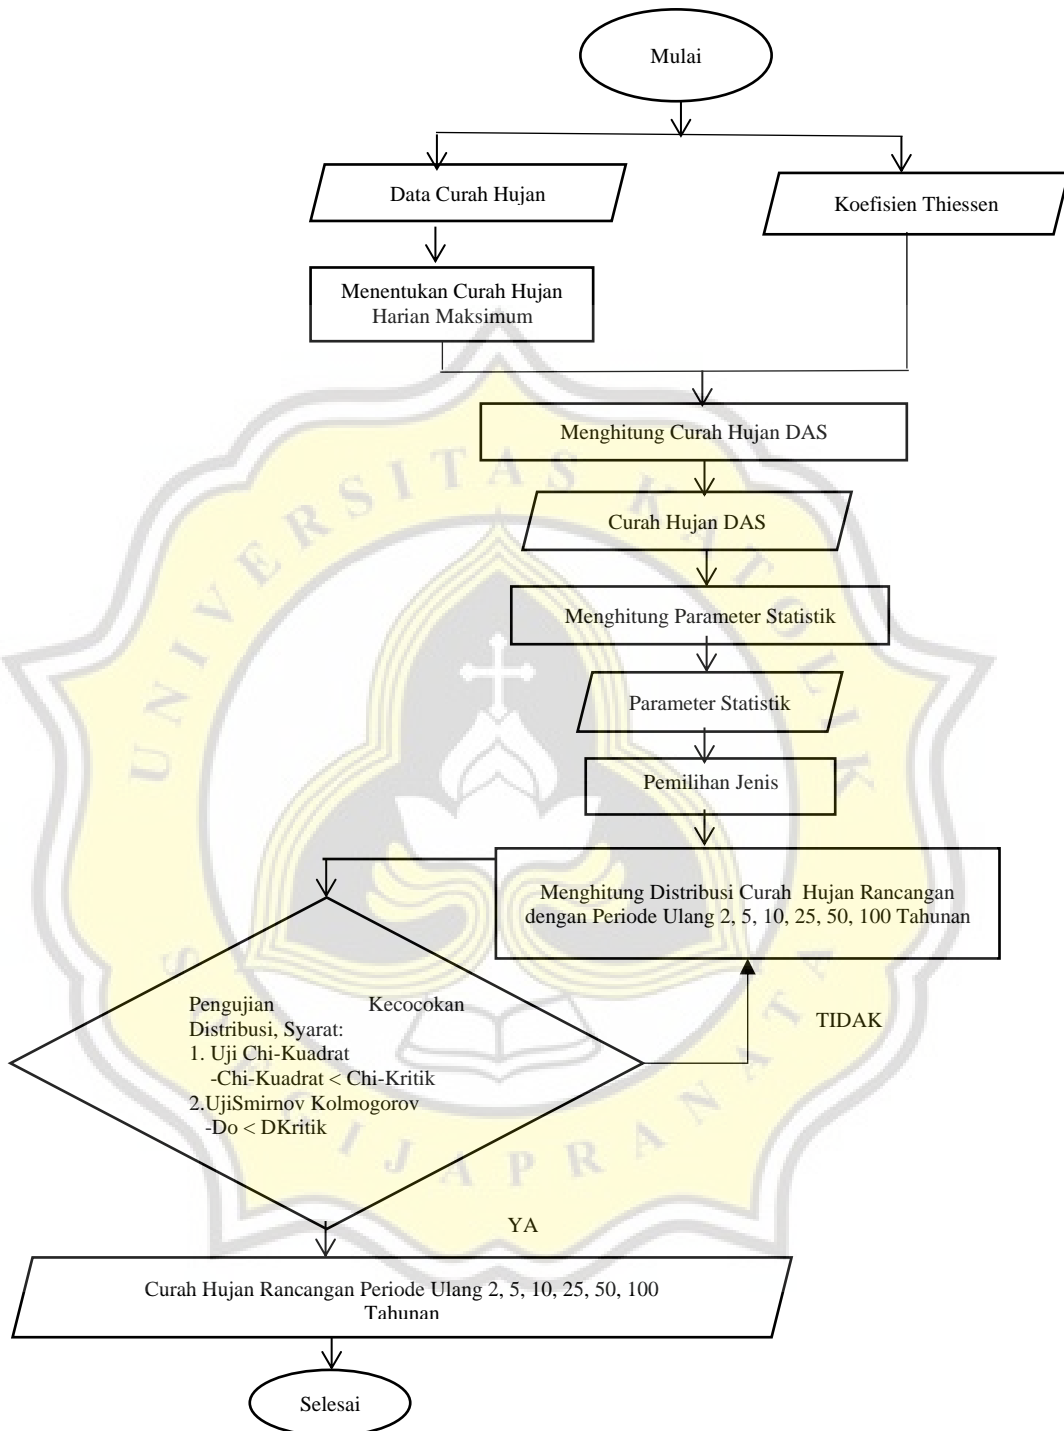 Mulai
Data Curah Hujan
Koefisien Thiessen
Menentukan Curah Hujan
Harian Maksimum
Menghitung Curah Hujan DAS
Curah Hujan DAS
Menghitung Parameter Statistik
Parameter Statistik
Pemilihan Jenis
Menghitung Distribusi Curah Hujan Rancangan
dengan Periode Ulang 2, 5, 10, 25, 50, 100 Tahunan
Pengujian Kecocokan
Distribusi, Syarat:
1. Uji Chi-Kuadrat
-Chi-Kuadrat < Chi-Kritik
2.UjiSmirnov Kolmogorov
-Do < DKritik
TIDAK
YA
Curah Hujan Rancangan Periode Ulang 2, 5, 10, 25, 50, 100
Tahunan
Selesai
UNIVERSITAS KATOLIK
SOEGIJAPRANATA